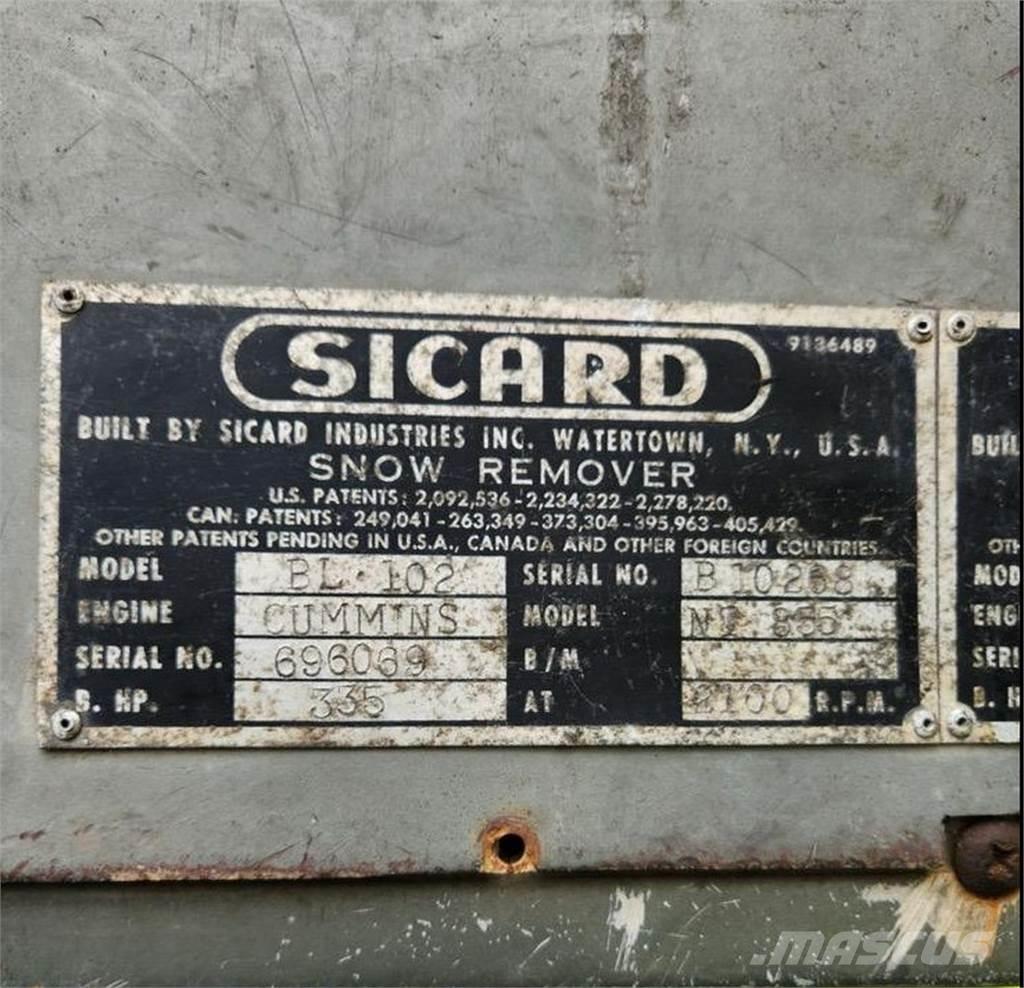 SICARD
9136489
BUILT BY SICARD INDUSTRIES INC. WATERTOWN, N.Y., U.S.A.
SNOW REMOVER
U.S. PATENTS: 2,092,536-2,234,322-2,278,220.
CAN. PATENTS: 249,041-263,349-373,304-395,963-405,429.
OTHER PATENTS PENDING IN U.S.A., CANADA AND OTHER FOREIGN COUNTRIES.
MODEL BL 102 SERIAL NO. B10208
ENGINE CUMMINS MODEL NT 855
SERIAL NO. 696069 B/M
B. HP. 335 AT 2100 R.P.M.
MASCUS